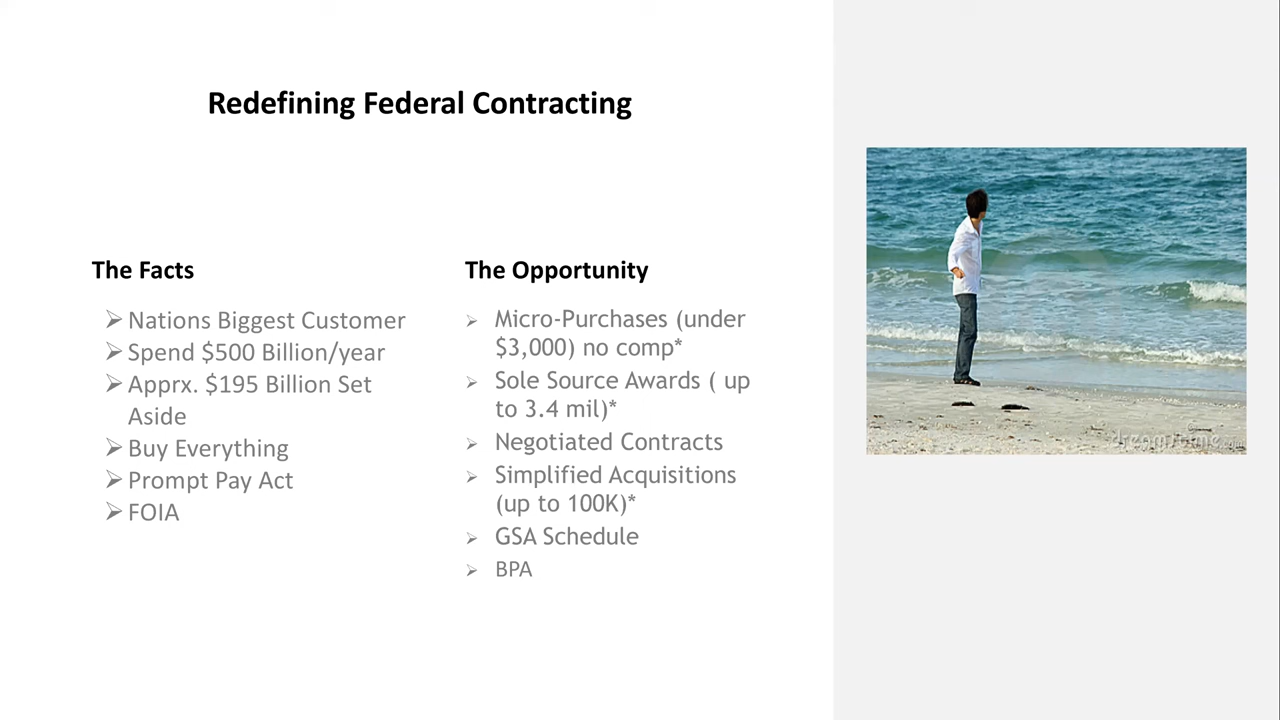 Redefining Federal Contracting
The Facts
➢ Nations Biggest Customer
➢ Spend $500 Billion/year
➢ Apprx. $195 Billion Set
Aside
➢ Buy Everything
➢ Prompt Pay Act
➢ FOIA
The Opportunity
➢ Micro-Purchases (under
$3,000) no comp*
➢ Sole Source Awards ( up
to 3.4 mil)*
➢ Negotiated Contracts
➢ Simplified Acquisitions
(up to 100K)*
➢ GSA Schedule
➢ BPA